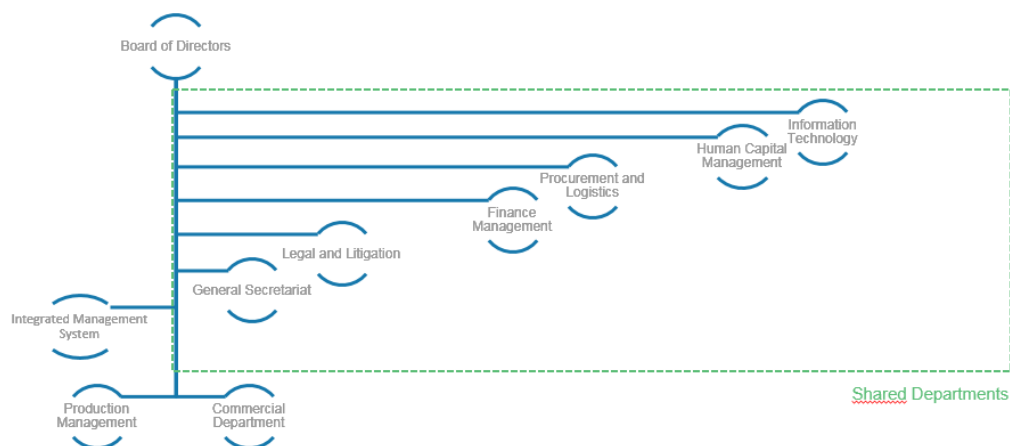 Board of Directors
Information
Technology
Human Capital
Management
Procurement and
Logistics
Finance
Management
Legal and Litigation
General Secretariat
Integrated Management
System
Shared Departments
Production
Management
Commercial
Department